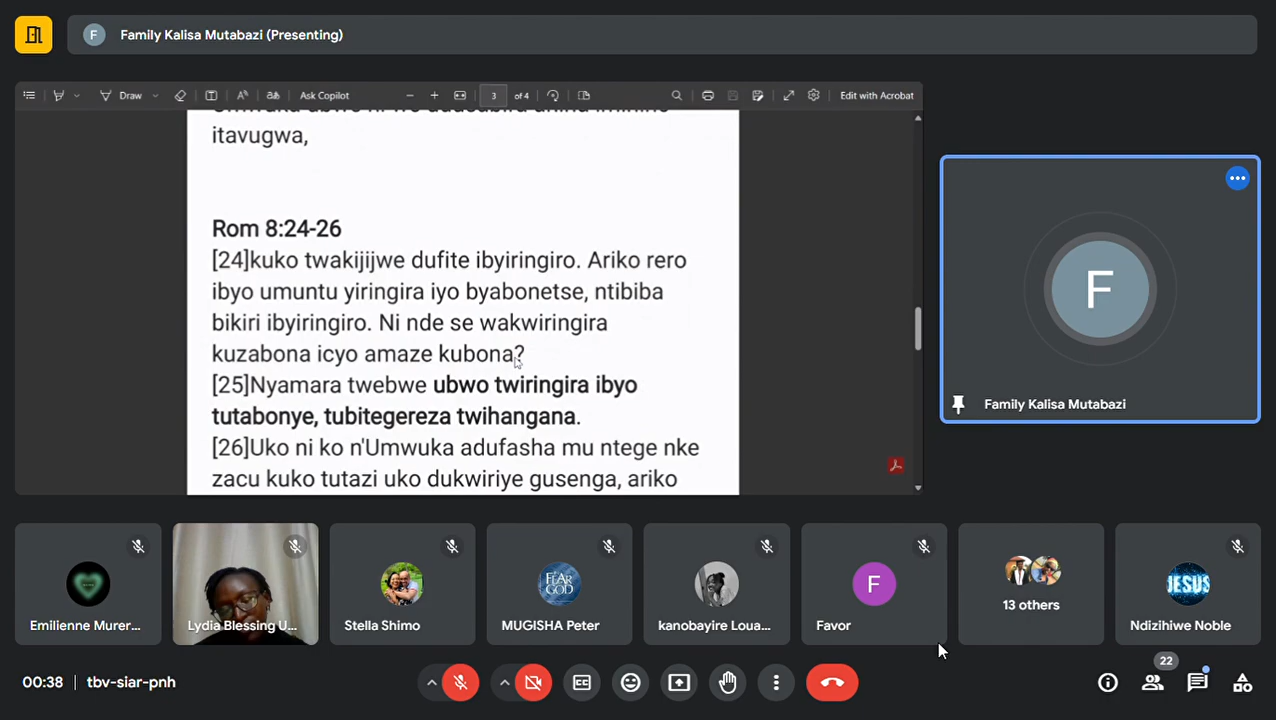 F
Family Kalisa Mutabazi (Presenting)
Draw
Ask Copilot
3
of 4
Edit with Acrobat
itavugwa,
Rom 8:24-26
[24]kuko twakijijwe dufite ibyiringiro. Ariko rero
ibyo umuntu yiringira iyo byabonetse, ntibiba
bikiri ibyiringiro. Ni nde se wakwiringira
kuzabona icyo amaze kubona?
[25]Nyamara twebwe ubwo twiringira ibyo
tutabonye, tubitegereza twihangana.
[26]Uko ni ko n'Umwuka adufasha mu ntege nke
zacu kuko tutazi uko dukwiriye gusenga, ariko
F
Family Kalisa Mutabazi
Emilienne Murer...
Lydia Blessing U...
Stella Shimo
FEAR GOD
MUGISHA Peter
kanobayire Loua...
F
Favor
13 others
JESUS
Ndizihiwe Noble
00:38 | tbv-siar-pnh
22